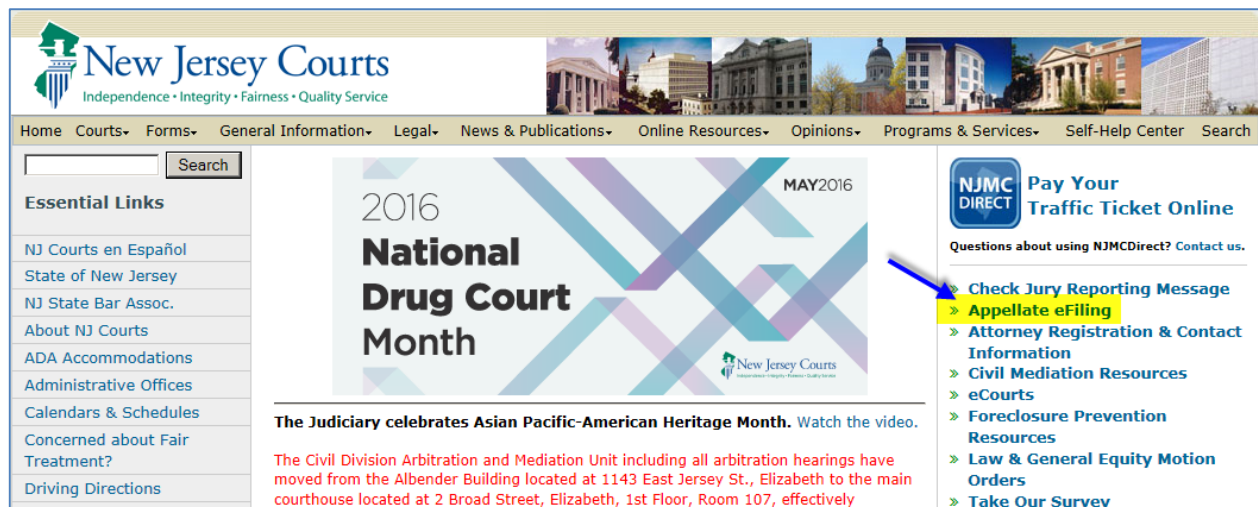 New Jersey Courts
Independence • Integrity • Fairness • Quality Service
Home Courts▾ Forms▾ General Information▾ Legal▾ News & Publications▾ Online Resources▾ Opinions▾ Programs & Services▾ Self-Help Center Search
Search
Essential Links
NJ Courts en Español
State of New Jersey
NJ State Bar Assoc.
About NJ Courts
ADA Accommodations
Administrative Offices
Calendars & Schedules
Concerned about Fair
Treatment?
Driving Directions
MAY2016
2016
National
Drug Court
Month
New Jersey Courts
Independence • Integrity • Fairness • Quality Service
The Judiciary celebrates Asian Pacific-American Heritage Month. Watch the video.
The Civil Division Arbitration and Mediation Unit including all arbitration hearings have
moved from the Albender Building located at 1143 East Jersey St., Elizabeth to the main
courthouse located at 2 Broad Street, Elizabeth, 1st Floor, Room 107, effectively
NJMC
DIRECT
Pay Your
Traffic Ticket Online
Questions about using NJMCDirect? Contact us.
» Check Jury Reporting Message
» Appellate eFiling
» Attorney Registration & Contact
Information
» Civil Mediation Resources
» eCourts
» Foreclosure Prevention
Resources
» Law & General Equity Motion
Orders
» Take Our Survey